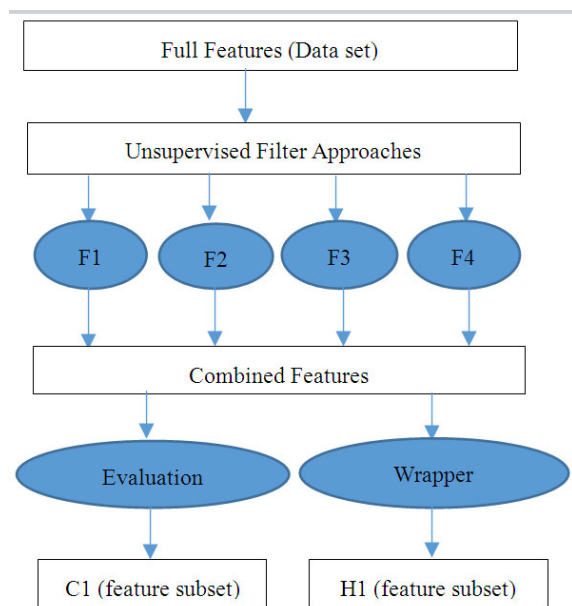 Full Features (Data set)
Unsupervised Filter Approaches
F1 F2 F3 F4
Combined Features
Evaluation Wrapper
C1 (feature subset) H1 (feature subset)